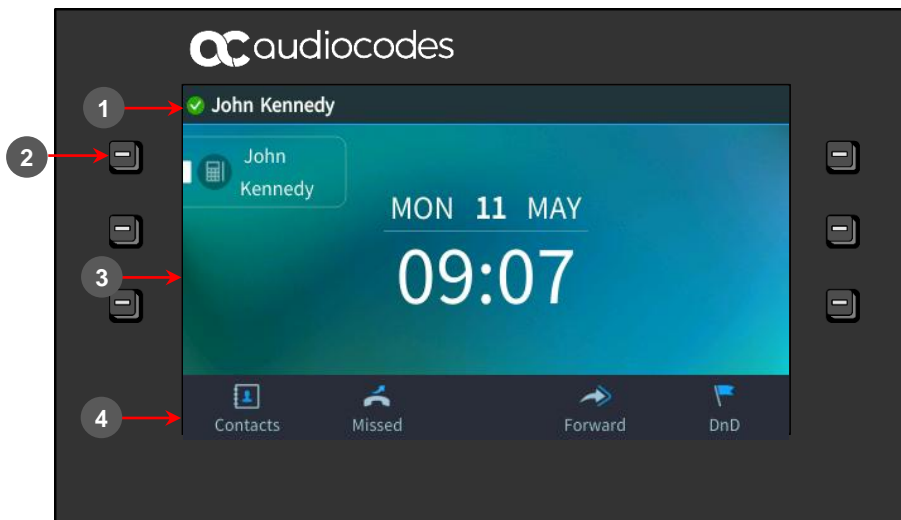 audiocodes
1
John Kennedy
2
John
Kennedy
MON 11 MAY
09:07
3
4
Contacts Missed Forward DnD